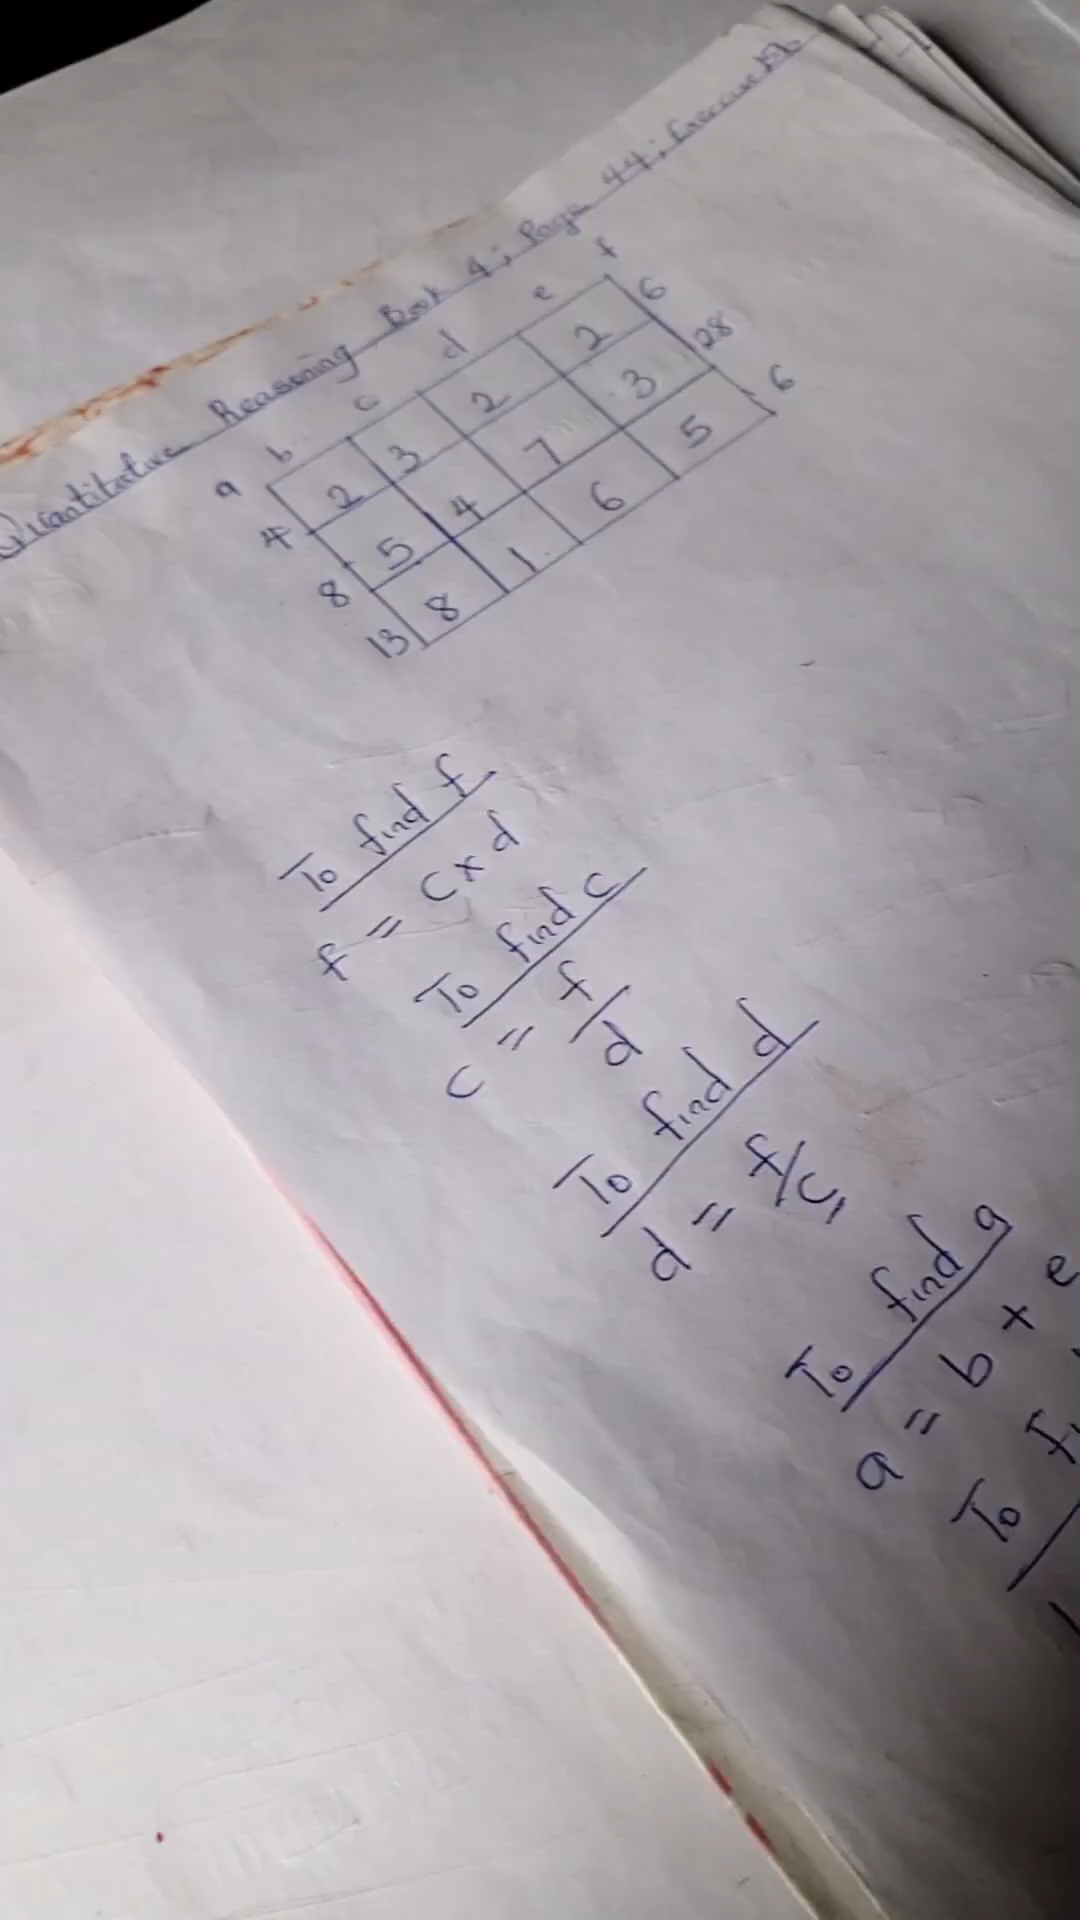 Quantitative Reasoning Book 4; Page 44; Exercise
a b c d e f
4 2 3 2 2 6
8 5 4 7 3 28
13 8 1 6 5 6
To find f
f = c x d
To find c
c = f/d
To find d
d = f/c,
To find a
a = b + e
To f